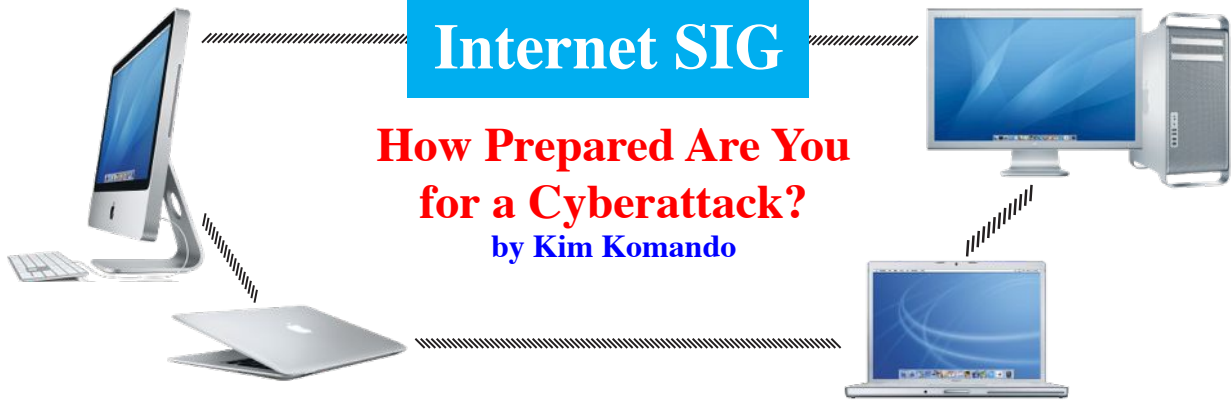 Internet SIG
How Prepared Are You
for a Cyberattack?
by Kim Komando